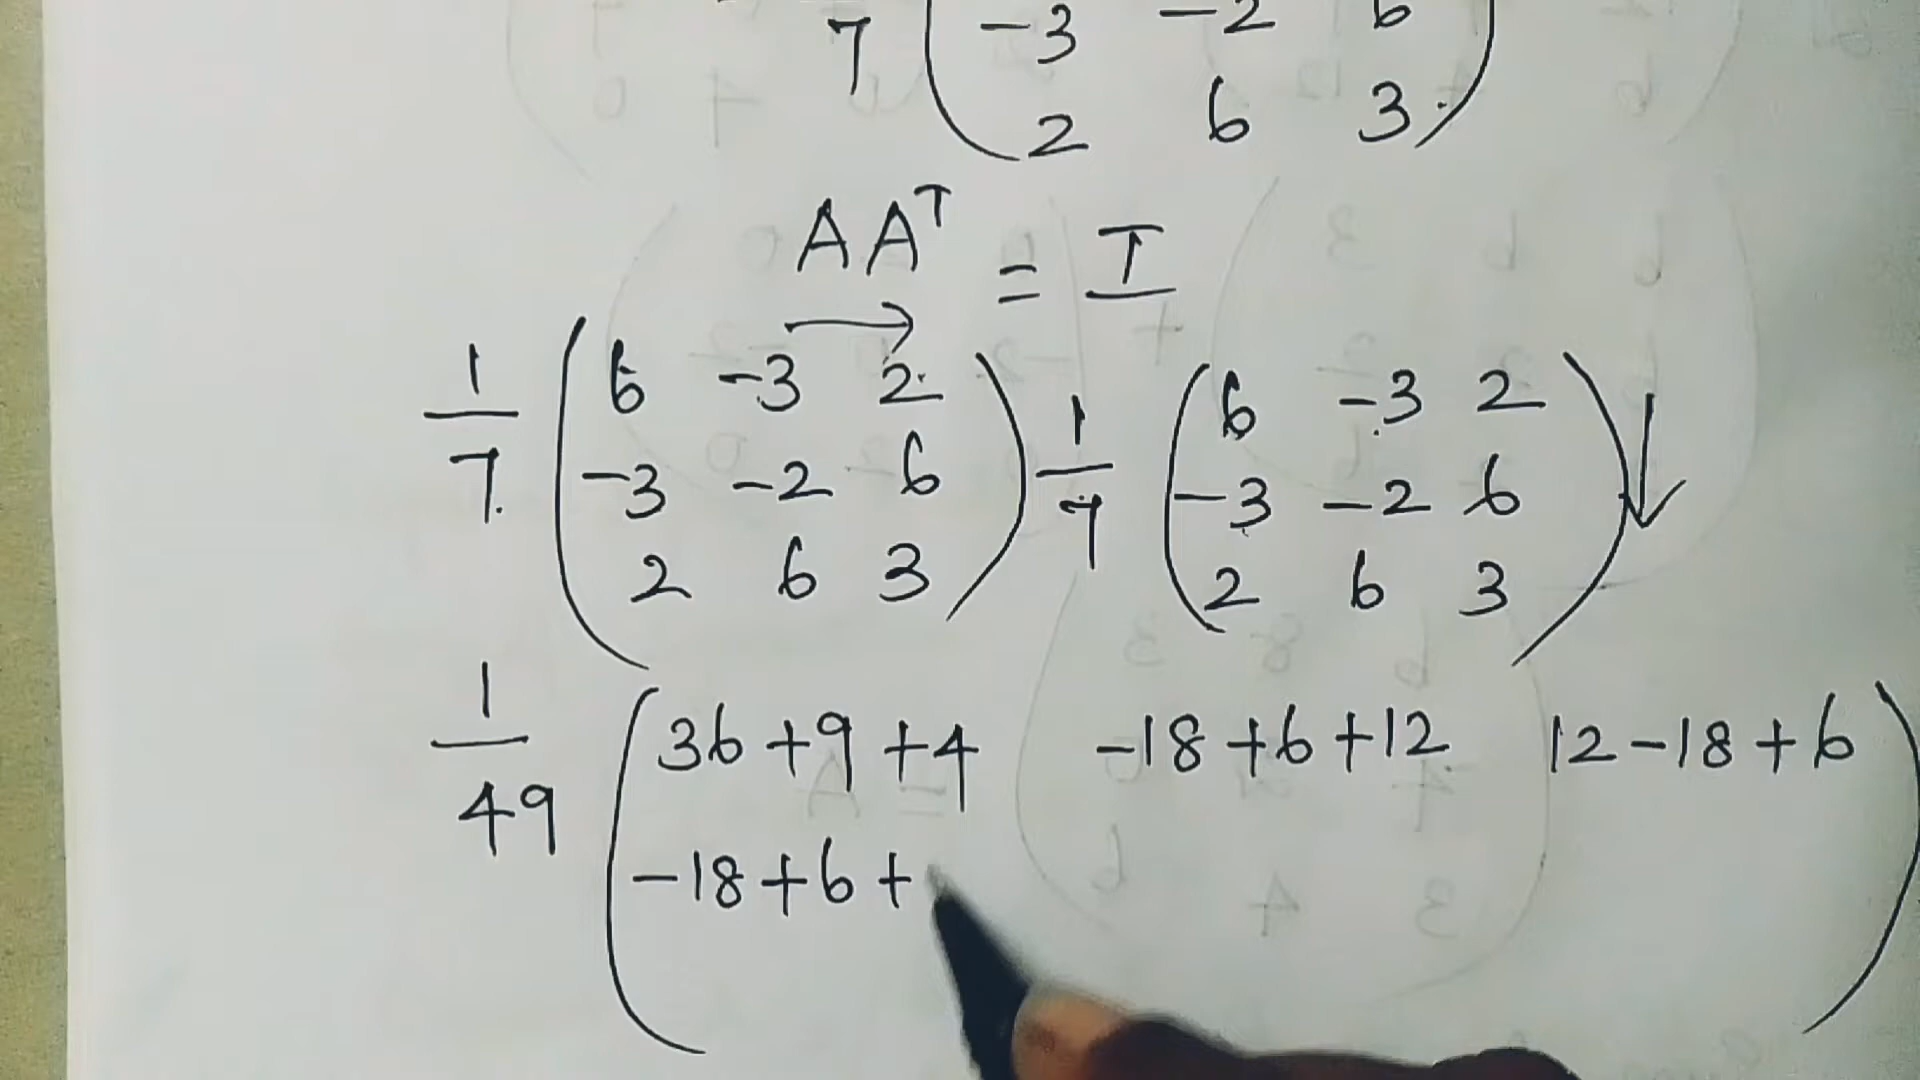 7 ( -3 -2 6
2 6 3 )
A A^T = I
→
1/7 ( 6 -3 2 ) 1/7 ( 6 -3 2 ) ↓
-3 -2 6 -3 -2 6
2 6 3 2 6 3
1/49 ( 36+9+4 -18+6+12 12-18+6 )
-18+6+